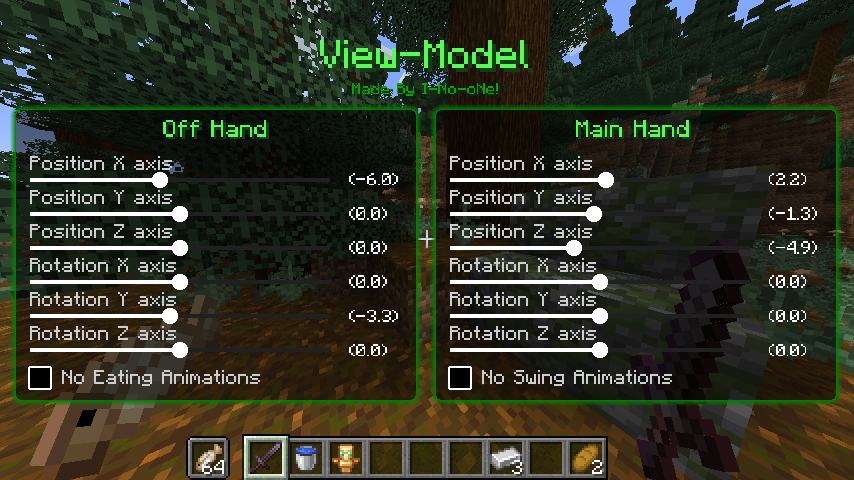 View-Model
Made By I-No-oNe!
Off Hand
Position X axis
(-6.0)
Position Y axis
(0.0)
Position Z axis
(0.0)
Rotation X axis
(0.0)
Rotation Y axis
(-3.3)
Rotation Z axis
(0.0)
No Eating Animations
Main Hand
Position X axis
(2.2)
Position Y axis
(-1.3)
Position Z axis
(-4.9)
Rotation X axis
(0.0)
Rotation Y axis
(0.0)
Rotation Z axis
(0.0)
No Swing Animations
64
3
2